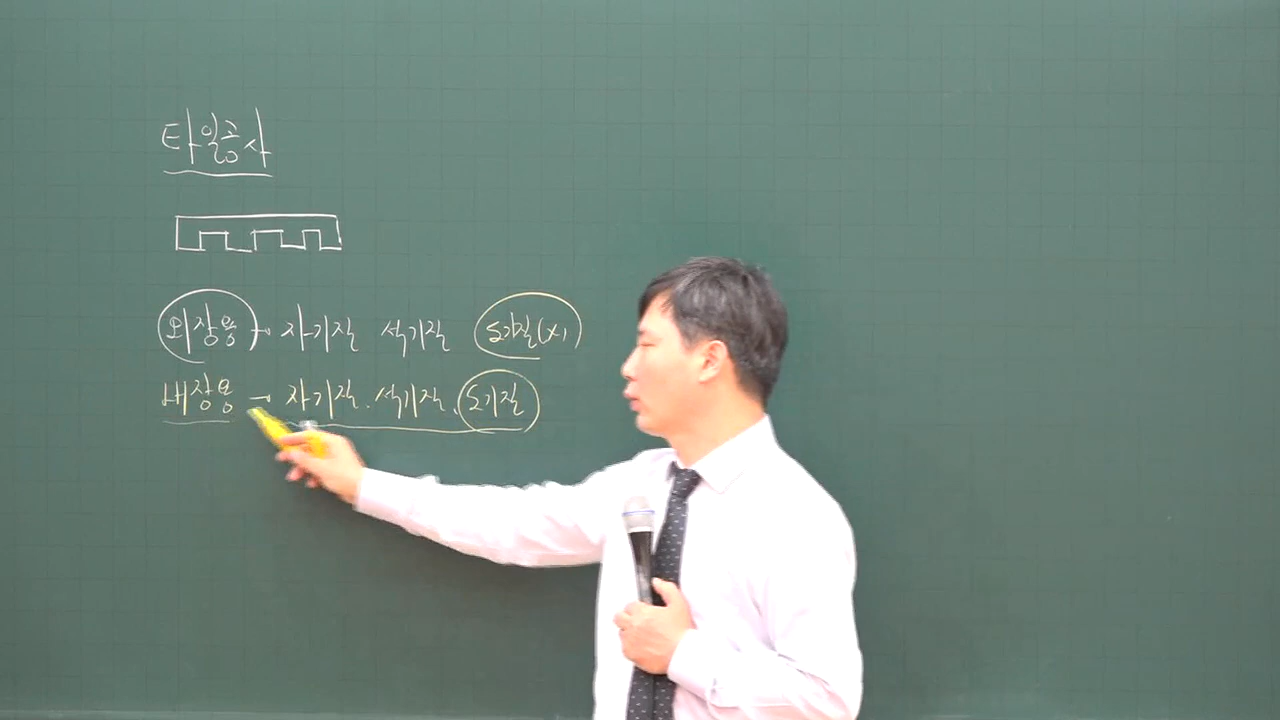 타일공사
외장용 → 자기질 석기질 도기질(x)
내장용 → 자기질. 석기질. 도기질